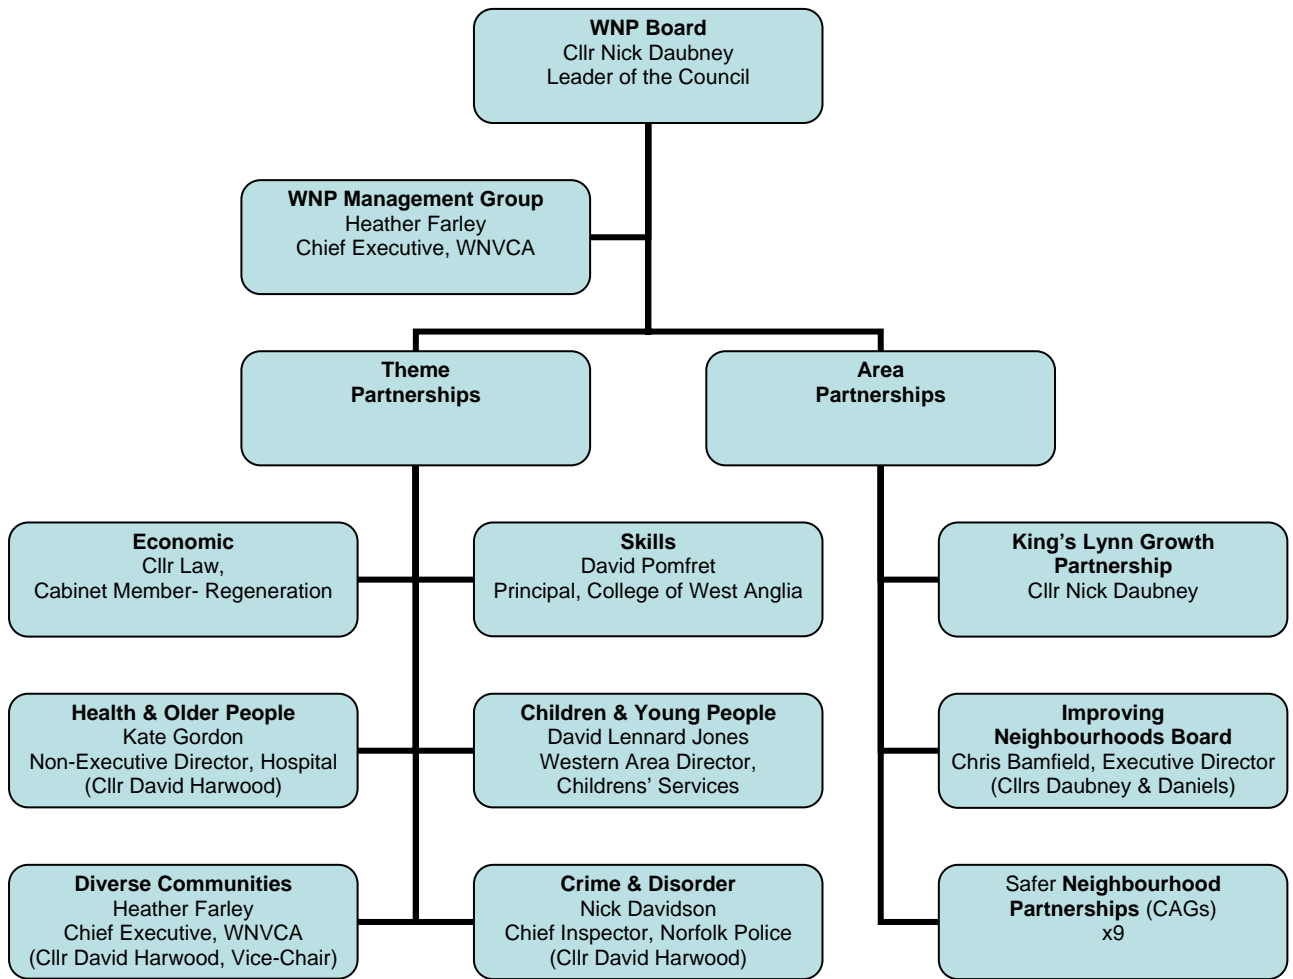 WNP Board
Cllr Nick Daubney
Leader of the Council
WNP Management Group
Heather Farley
Chief Executive, WNVCA
Theme
Partnerships
Area
Partnerships
Economic
Cllr Law,
Cabinet Member- Regeneration
Skills
David Pomfret
Principal, College of West Anglia
King's Lynn Growth
Partnership
Cllr Nick Daubney
Health & Older People
Kate Gordon
Non-Executive Director, Hospital
(Cllr David Harwood)
Children & Young People
David Lennard Jones
Western Area Director,
Childrens' Services
Improving
Neighbourhoods Board
Chris Bamfield, Executive Director
(Cllrs Daubney & Daniels)
Diverse Communities
Heather Farley
Chief Executive, WNVCA
(Cllr David Harwood, Vice-Chair)
Crime & Disorder
Nick Davidson
Chief Inspector, Norfolk Police
(Cllr David Harwood)
Safer Neighbourhood
Partnerships (CAGs)
x9